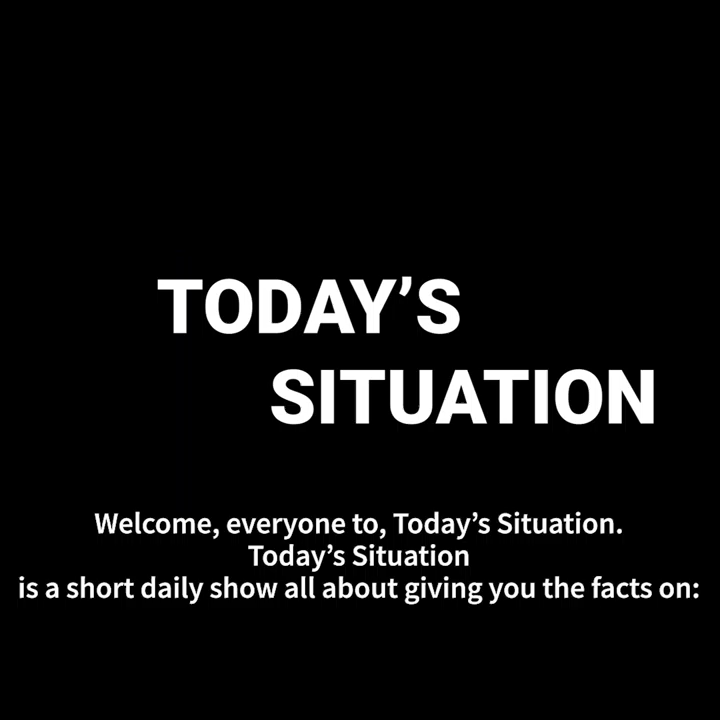 TODAY’S
SITUATION
Welcome, everyone to, Today’s Situation.
Today’s Situation
is a short daily show all about giving you the facts on: